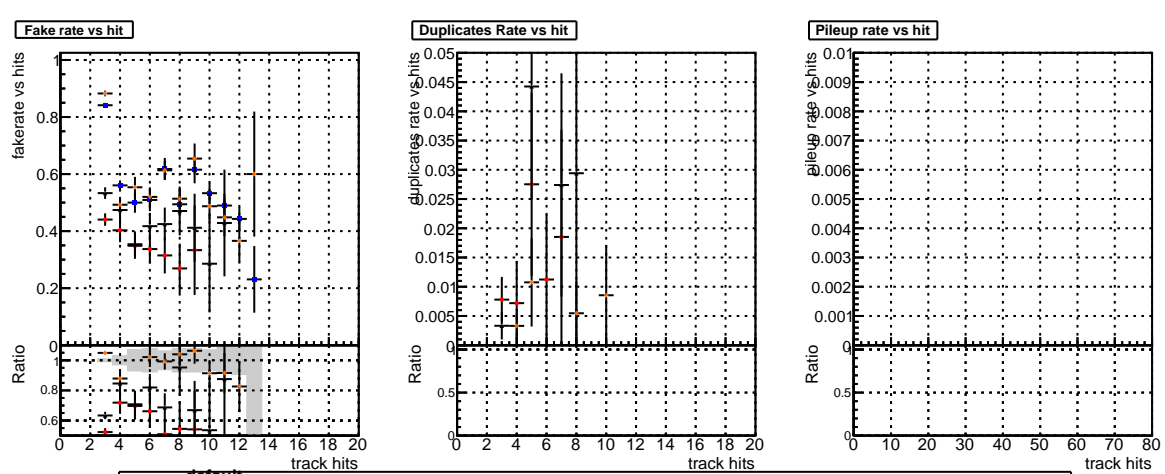 Fake rate vs hit
fakerate vs hits
1
0.8
0.6
0.4
0.2
0
Ratio
1
0.8
0.6
0 2 4 6 8 10 12 14 16 18 20
track hits
Duplicates Rate vs hit
duplicates rate vs hits
0.05
0.045
0.04
0.035
0.03
0.025
0.02
0.015
0.01
0.005
0
Ratio
1
0.5
0
0 2 4 6 8 10 12 14 16 18 20
track hits
Pileup rate vs hit
pileup rate vs hits
0.01
0.009
0.008
0.007
0.006
0.005
0.004
0.003
0.002
0.001
0
Ratio
1
0.5
0
0 10 20 30 40 50 60 70 80
track hits